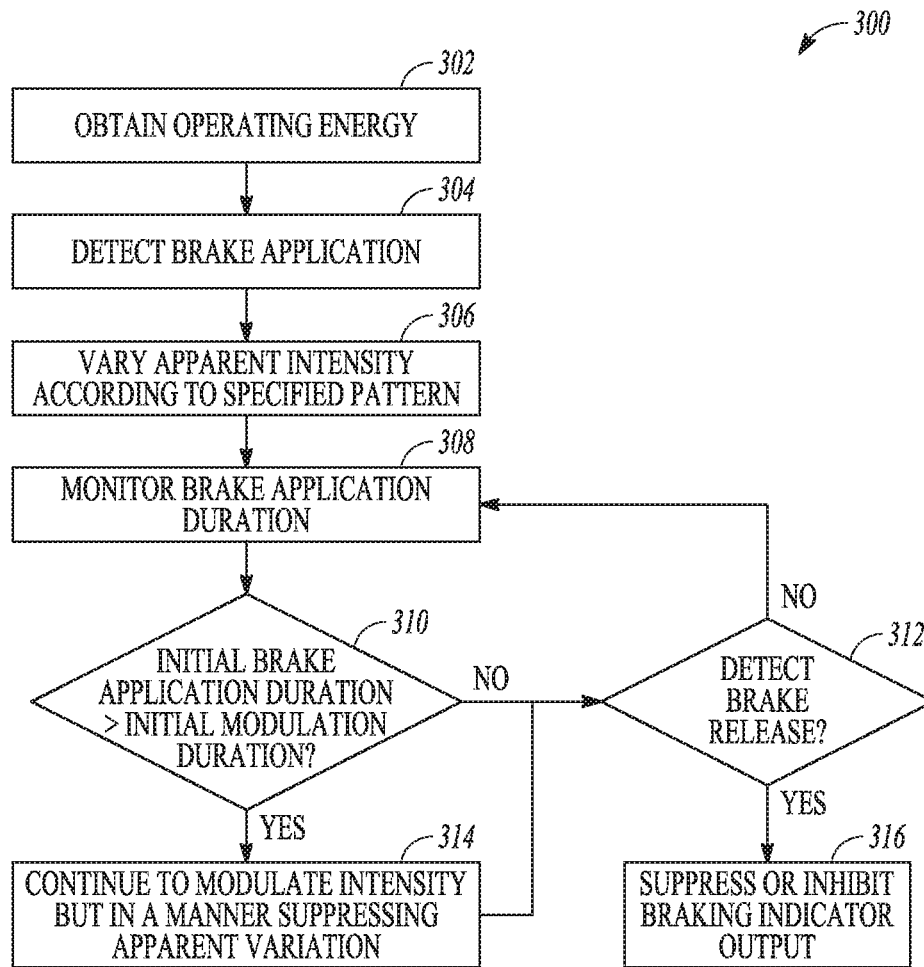 300
302
OBTAIN OPERATING ENERGY
304
DETECT BRAKE APPLICATION
306
VARY APPARENT INTENSITY
ACCORDING TO SPECIFIED PATTERN
308
MONITOR BRAKE APPLICATION
DURATION
310
INITIAL BRAKE
APPLICATION DURATION
> INITIAL MODULATION
DURATION?
NO
YES
312
DETECT
BRAKE
RELEASE?
NO
YES
314
CONTINUE TO MODULATE INTENSITY
BUT IN A MANNER SUPPRESSING
APPARENT VARIATION
316
SUPPRESS OR INHIBIT
BRAKING INDICATOR
OUTPUT